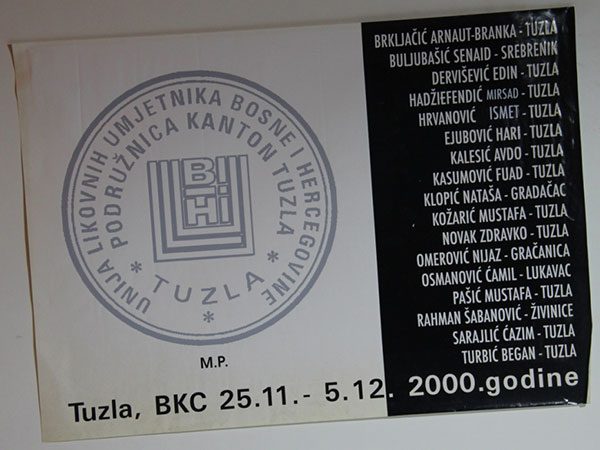 UNIJA LIKOVNIH UMJETNIKA BOSNE I HERCEGOVINE
PODRUŽNICA KANTON TUZLA
B
HI
* TUZLA *
*
M.P.
BRKLJAČIĆ ARNAUT-BRANKA - TUZLA
BULJUBAŠIĆ SENAID - SREBRENIK
DERVIŠEVIĆ EDIN - TUZLA
HADŽIEFENDIĆ MIRSAD - TUZLA
HRVANOVIĆ ISMET - TUZLA
EJUBOVIĆ HARI - TUZLA
KALESIĆ AVDO - TUZLA
KASUMOVIĆ FUAD - TUZLA
KLOPIĆ NATAŠA - GRADAČAC
KOŽARIĆ MUSTAFA - TUZLA
NOVAK ZDRAVKO - TUZLA
OMEROVIĆ NIJAZ - GRAČANICA
OSMANOVIĆ ĆAMIL - LUKAVAC
PAŠIĆ MUSTAFA - TUZLA
RAHMAN ŠABANOVIĆ - ŽIVINICE
SARAJLIĆ ĆAZIM - TUZLA
TURBIĆ BEGAN - TUZLA
Tuzla, BKC 25.11.- 5.12. 2000.godine